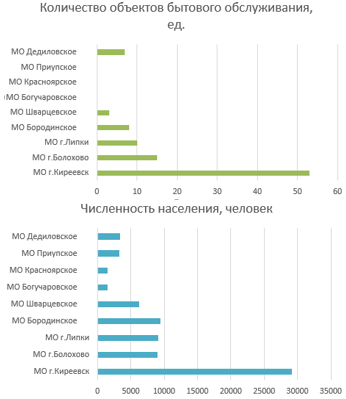 Количество объектов бытового обслуживания,
ед.
МО Дедиловское
МО Приупское
МО Красноярское
МО Богучаровское
МО Шварцевское
МО Бородинское
МО г.Липки
МО г.Болохово
МО г.Киреевск
0 10 20 30 40 50 60
Численность населения, человек
МО Дедиловское
МО Приупское
МО Красноярское
МО Богучаровское
МО Шварцевское
МО Бородинское
МО г.Липки
МО г.Болохово
МО г.Киреевск
0 5000 10000 15000 20000 25000 30000 35000